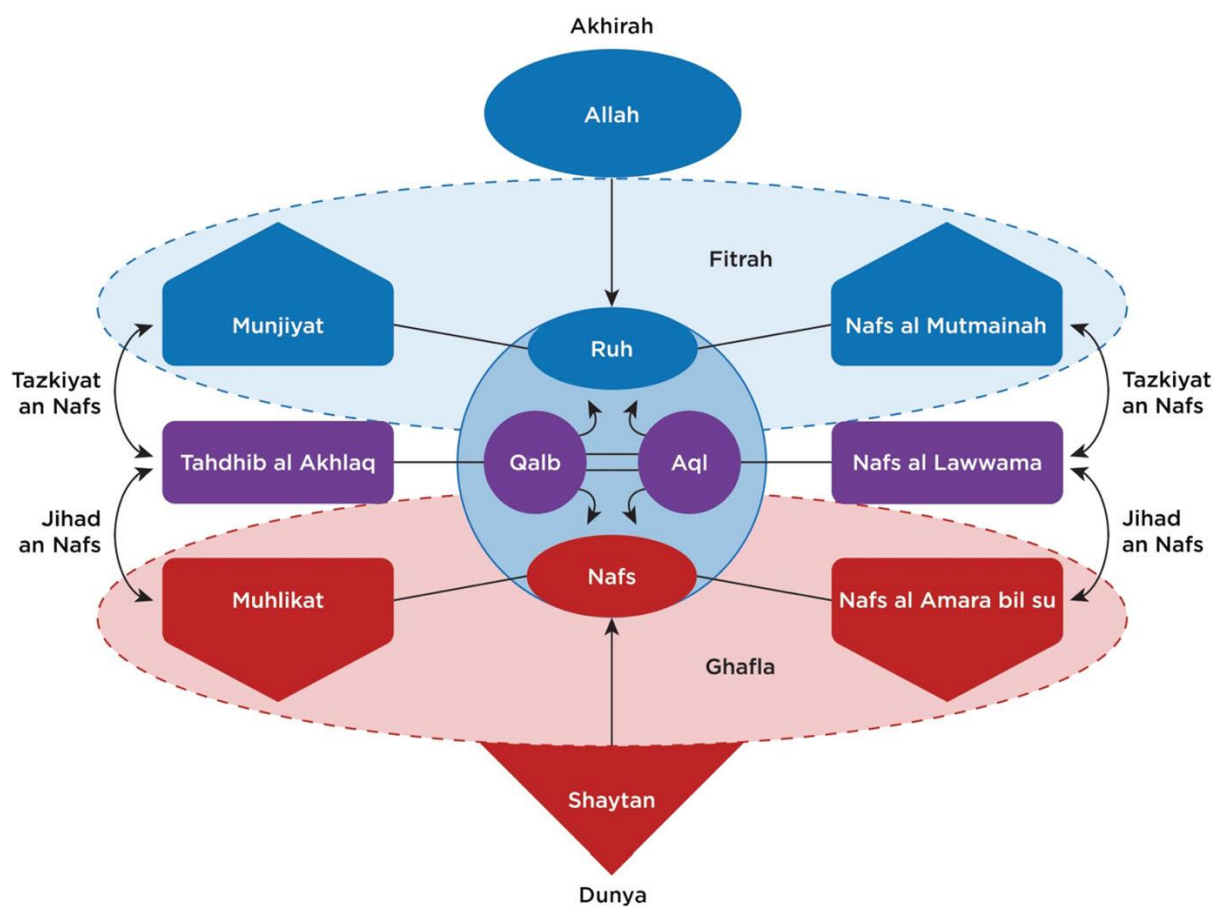 Akhirah
Allah
Fitrah
Munjiyat
Ruh
Nafs al Mutmainah
Tazkiyat
an Nafs
Tazkiyat
an Nafs
Tahdhib al Akhlaq
Qalb
Aql
Nafs al Lawwama
Jihad
an Nafs
Jihad
an Nafs
Muhlikat
Nafs
Nafs al Amara bil su
Ghafla
Shaytan
Dunya